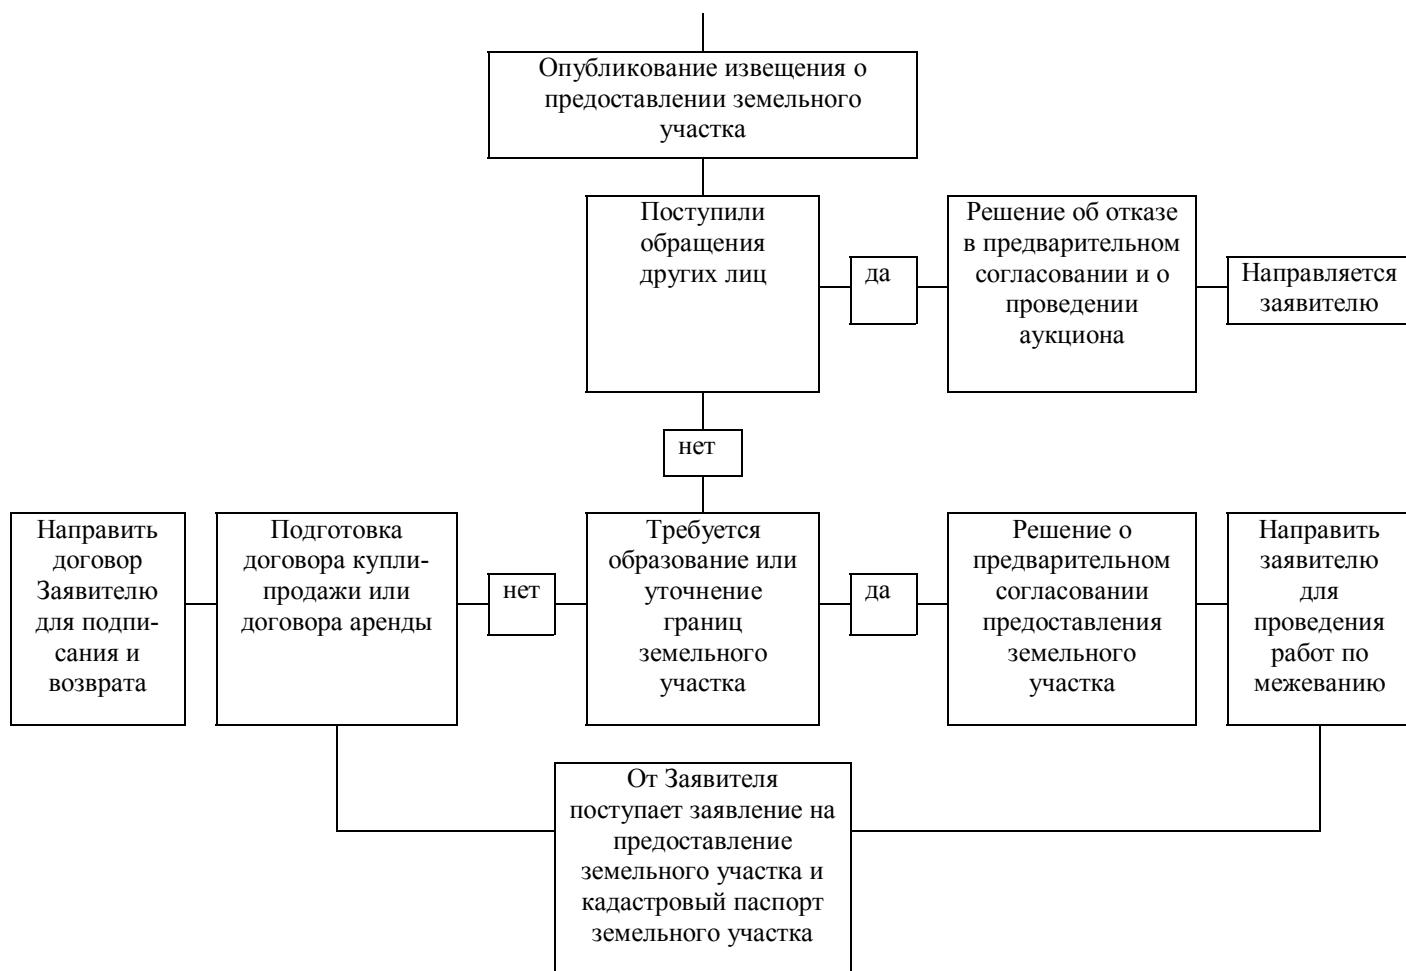 Опубликование извещения о
предоставлении земельного
участка
Поступили
обращения
других лиц
да
Решение об отказе
в предварительном
согласовании и о
проведении
аукциона
Направляется
заявителю
нет
Направить
договор
Заявителю
для подпи-
сания и
возврата
Подготовка
договора купли-
продажи или
договора аренды
нет
Требуется
образование или
уточнение
границ
земельного
участка
да
Решение о
предварительном
согласовании
предоставления
земельного
участка
Направить
заявителю
для
проведения
работ по
межеванию
От Заявителя
поступает заявление на
предоставление
земельного участка и
кадастровый паспорт
земельного участка